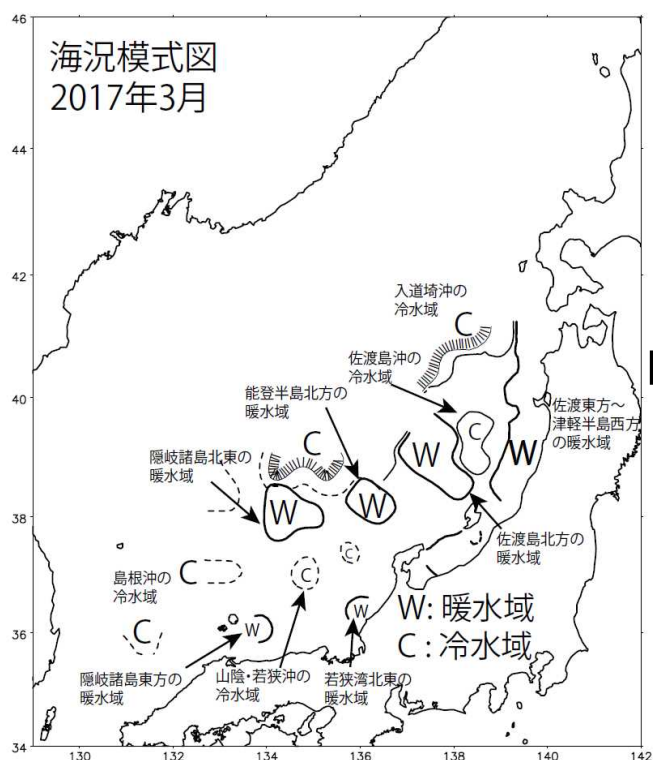 海況模式図
2017年3月
46
44
42
40
38
36
34
130
132
134
136
138
140
142
入道埼沖の
冷水域
C
佐渡島沖の
冷水域
C
能登半島北方の
暖水域
W
佐渡東方～
津軽半島西方
の暖水域
W
C
隠岐諸島北東の
暖水域
W
W
佐渡島北方の
暖水域
島根沖の
冷水域
C
C
C
C
W
W
W: 暖水域
C : 冷水域
隠岐諸島東方の
暖水域
山陰・若狭沖の
冷水域
若狭湾北東の
暖水域